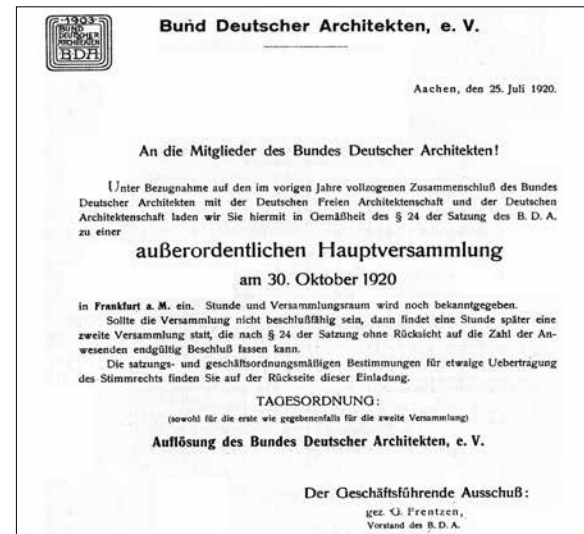 1903
BUND
DEUTSCHER
ARCHITEKTEN
BDA
Bund Deutscher Architekten, e. V.
Aachen, den 25. Juli 1920.
An die Mitglieder des Bundes Deutscher Architekten!
Unter Bezugnahme auf den im vorigen Jahre vollzogenen Zusammenschluß des Bundes
Deutscher Architekten mit der Deutschen Freien Architektenschaft und der Deutschen
Architektenschaft laden wir Sie hiermit in Gemäßheit des § 24 der Satzung des B. D. A.
zu einer
außerordentlichen Hauptversammlung
am 30. Oktober 1920
in Frankfurt a. M. ein. Stunde und Versammlungsraum wird noch bekanntgegeben.
Sollte die Versammlung nicht beschlußfähig sein, dann findet eine Stunde später eine
zweite Versammlung statt, die nach § 24 der Satzung ohne Rücksicht auf die Zahl der An-
wesenden endgültig Beschluß fassen kann.
Die satzungs- und geschäftsordnungsmäßigen Bestimmungen für etwaige Uebertragung
des Stimmrechts finden Sie auf der Rückseite dieser Einladung.
TAGESORDNUNG:
(sowohl für die erste wie gegebenenfalls für die zweite Versammlung)
Auflösung des Bundes Deutscher Architekten, e. V.
Der Geschäftsführende Ausschuß:
gez. G. Frentzen,
Vorstand des B. D. A.